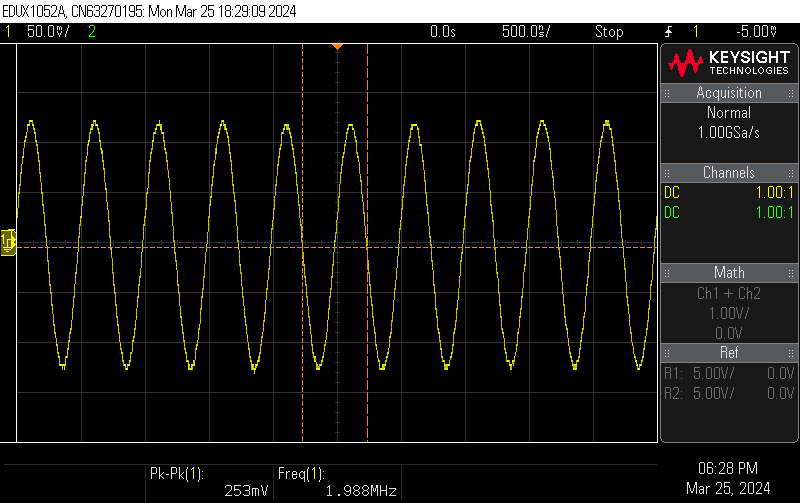 EDUX1052A, CN63270195: Mon Mar 25 18:29:09 2024
1 50.0♉/ 2 0.0s 500.0♉/ Stop 1 -5.00♉
KEYSIGHT
TECHNOLOGIES
Acquisition
Normal
1.00GSa/s
Channels
DC 1.00:1
DC 1.00:1
Math
Ch1 + Ch2
1.00V/
0.0V
Ref
R1: 5.00V/ 0.0V
R2: 5.00V/ 0.0V
Pk-Pk(1):
253mV
Freq(1):
1.988MHz
06:28 PM
Mar 25, 2024